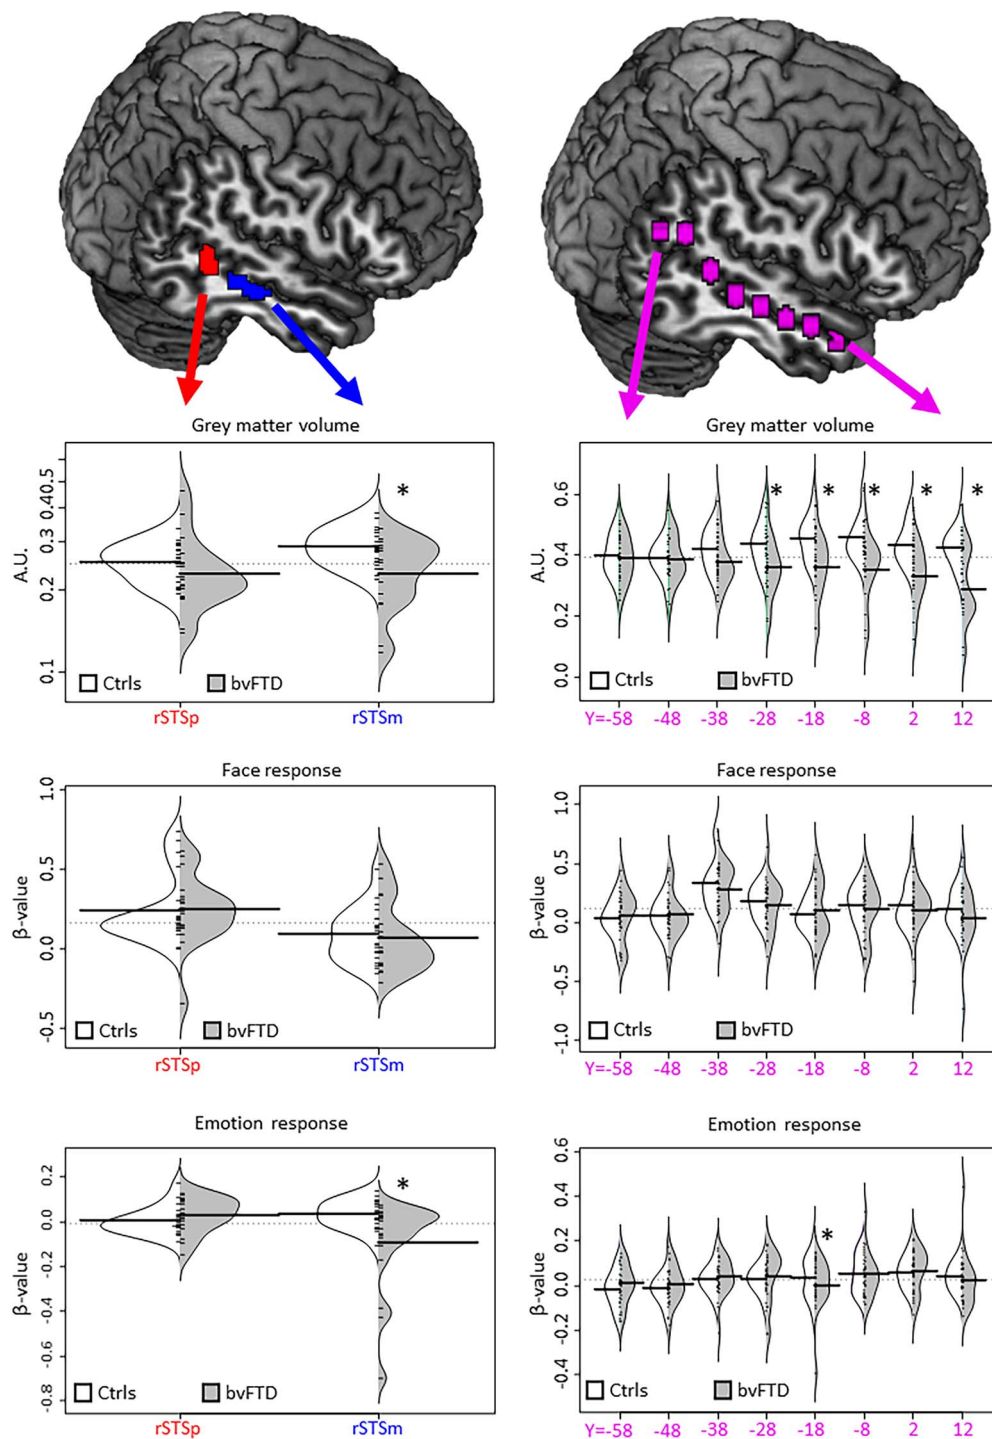 Grey matter volume
*
A.U.
0.5
0.4
0.3
0.2
0.1
Ctrls bvFTD
rSTSp rSTSm
Grey matter volume
* * * * *
A.U.
0.6
0.4
0.2
0.0
Ctrls bvFTD
Y=-58 -48 -38 -28 -18 -8 2 12
Face response
β-value
1.0
0.5
0.0
-0.5
Ctrls bvFTD
rSTSp rSTSm
Face response
β-value
1.0
0.5
0.0
-0.5
-1.0
Ctrls bvFTD
Y=-58 -48 -38 -28 -18 -8 2 12
Emotion response
*
β-value
0.2
0.0
-0.2
-0.4
-0.6
-0.8
Ctrls bvFTD
rSTSp rSTSm
Emotion response
*
β-value
0.6
0.4
0.2
0.0
-0.2
-0.4
Ctrls bvFTD
Y=-58 -48 -38 -28 -18 -8 2 12